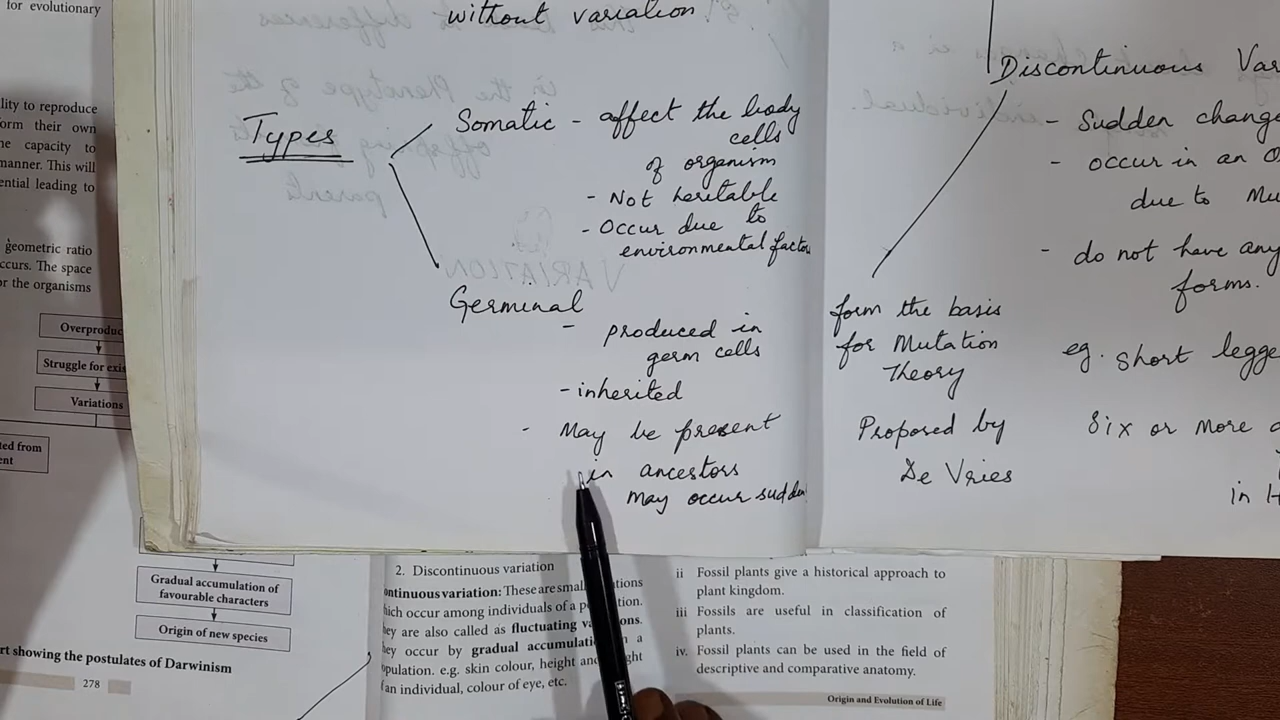 for evolutionary
lity to reproduce
orm their own
he capacity to
manner. This will
ential leading to
geometric ratio
occurs. The space
or the organisms
Overproduc
Struggle for exis
Variations
ted from
ent
without variation
Types
Somatic - affect the body
cells
of organism
- Not heritable
- Occur due to
environmental factors
Germinal
- produced in
germ cells
- inherited
- May be present
in ancestors
may occur sudden
Discontinuous Var
- Sudden change
- occur in an O
due to Mu
- do not have any
forms.
form the basis
for Mutation
Theory
eg. short legge
Proposed by
De Vries
Six or more
in H
Gradual accumulation of
favourable characters
Origin of new species
rt showing the postulates of Darwinism
278
2. Discontinuous variation
ontinuous variation: These are small
hich occur among individuals of a
hey are also called as fluctuating
hey occur by gradual accumulati in a
opulation. e.g. skin colour, height and
f an individual, colour of eye, etc.
ii Fossil plants give a historical approach to
plant kingdom.
iii Fossils are useful in classification of
plants.
iv. Fossil plants can be used in the field of
descriptive and comparative anatomy.
Origin and Evolution of Life